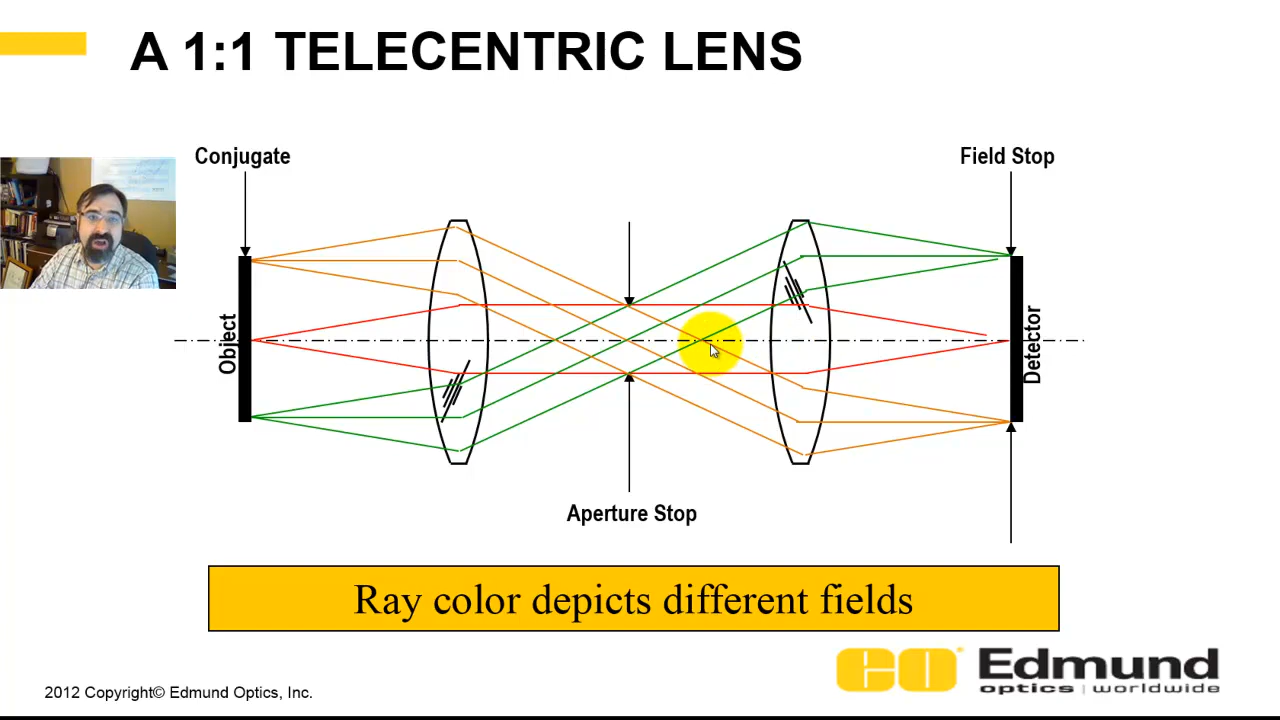 A 1:1 TELECENTRIC LENS
Conjugate
Field Stop
Object
Detector
Aperture Stop
Ray color depicts different fields
EO
Edmund
optics | worldwide
2012 Copyright© Edmund Optics, Inc.